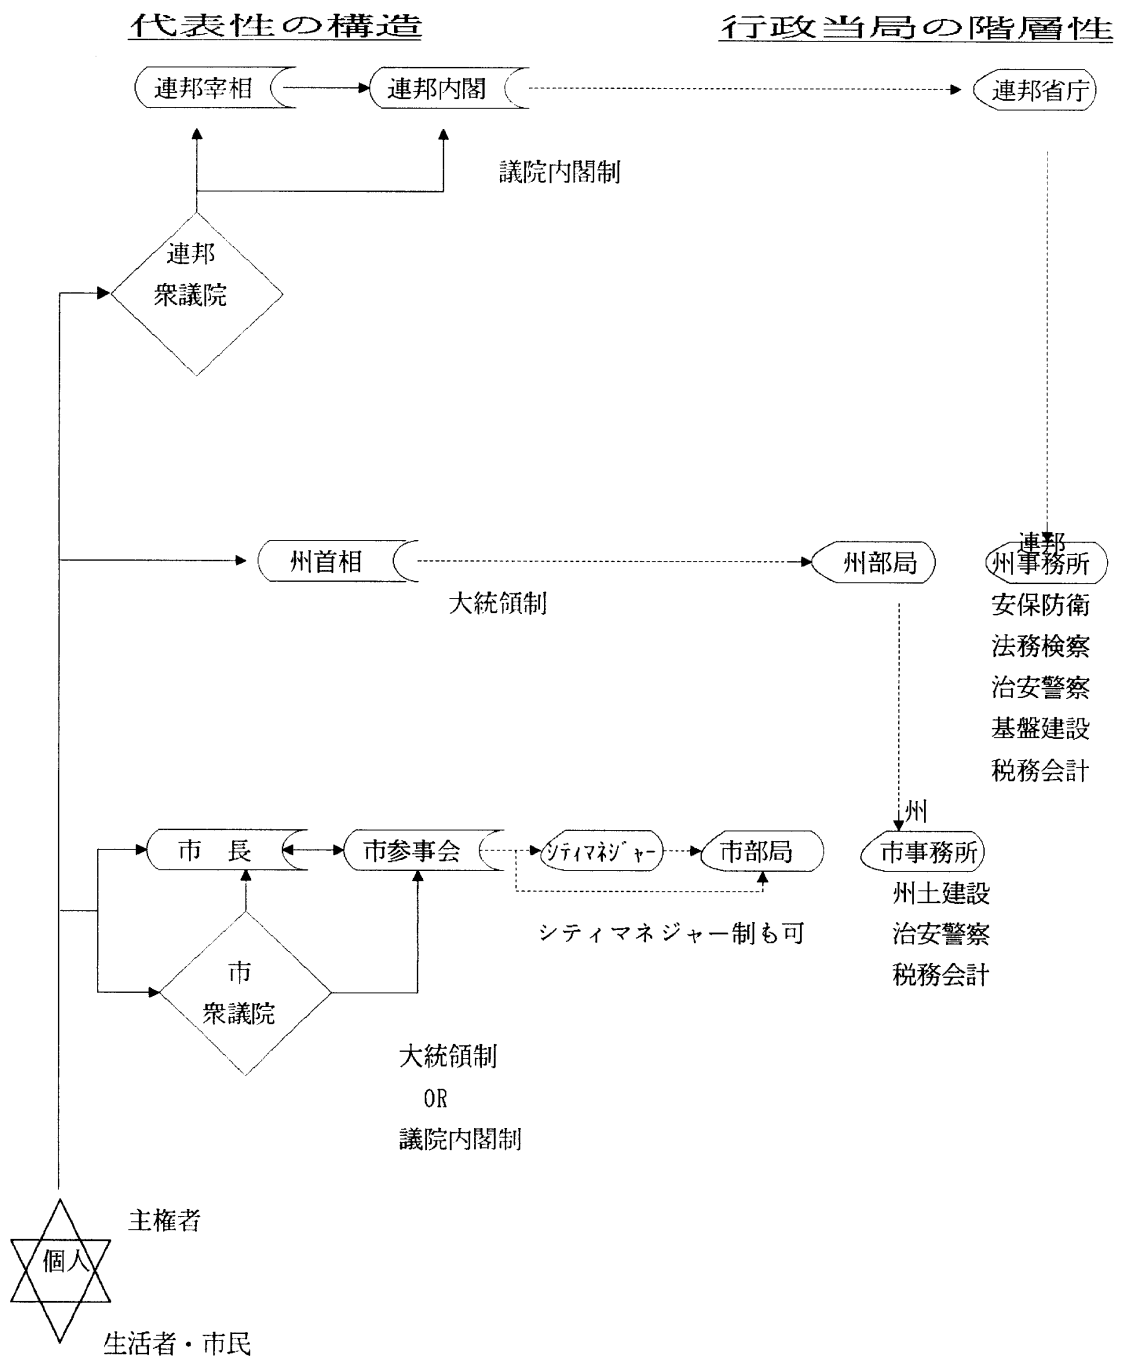 代表性の構造
行政当局の階層性
連邦宰相
連邦内閣
連邦省庁
議院内閣制
連邦
衆議院
州首相
州部局
連邦
州事務所
大統領制
安保防衛
法務検察
治安警察
基盤建設
税務会計
州
市長
市参事会
シティマネジャー
市部局
市事務所
州土建設
シティマネジャー制も可
治安警察
税務会計
市
衆議院
大統領制
OR
議院内閣制
主権者
個人
生活者・市民